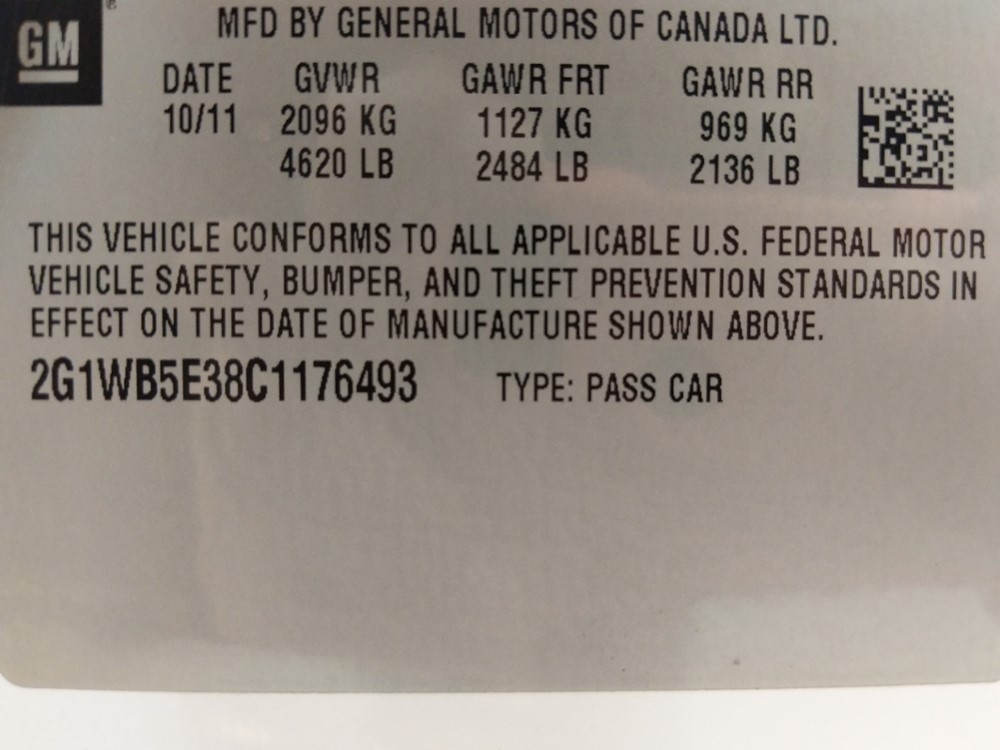 GM ®
MFD BY GENERAL MOTORS OF CANADA LTD.
DATE GVWR GAWR FRT GAWR RR
10/11 2096 KG 1127 KG 969 KG
4620 LB 2484 LB 2136 LB
THIS VEHICLE CONFORMS TO ALL APPLICABLE U.S. FEDERAL MOTOR
VEHICLE SAFETY, BUMPER, AND THEFT PREVENTION STANDARDS IN
EFFECT ON THE DATE OF MANUFACTURE SHOWN ABOVE.
2G1WB5E38C1176493 TYPE: PASS CAR